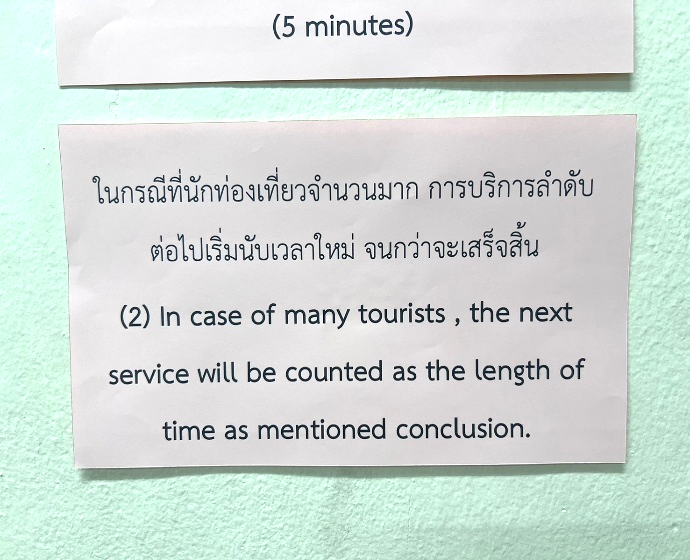 (5 minutes)
ในกรณีที่นักท่องเที่ยวจำนวนมาก การบริการลำดับ
ต่อไปเริ่มนับเวลาใหม่ จนกว่าจะเสร็จสิ้น
(2) In case of many tourists , the next
service will be counted as the length of
time as mentioned conclusion.